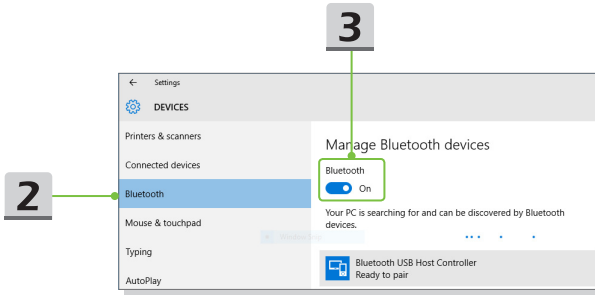 3
← Settings
DEVICES
Printers & scanners
Connected devices
Bluetooth
Mouse & touchpad
Typing
AutoPlay
2
Manage Bluetooth devices
Bluetooth
On
Your PC is searching for and can be discovered by Bluetooth
devices.
Bluetooth USB Host Controller
Ready to pair